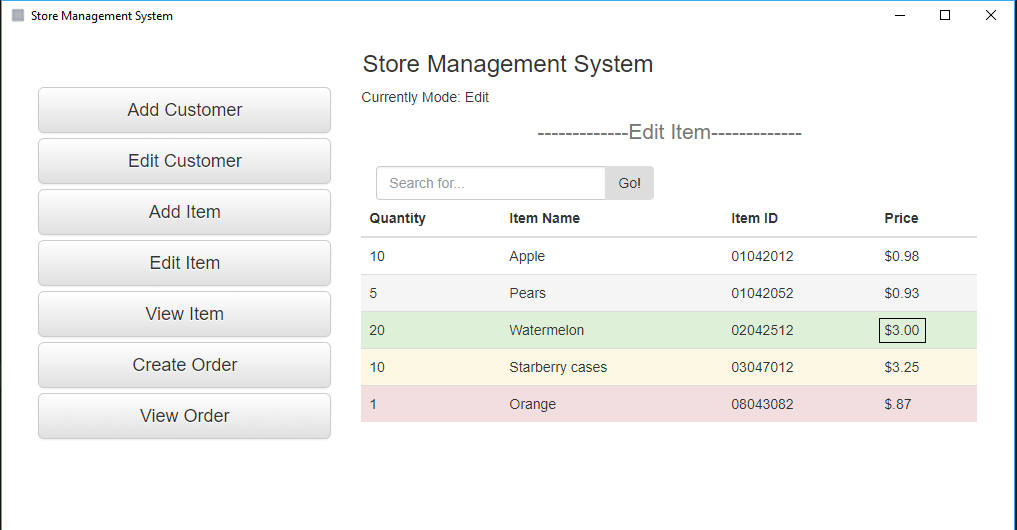 Store Management System
Store Management System
Currently Mode: Edit
Add Customer
Edit Customer
Add Item
Edit Item
View Item
Create Order
View Order
-------------Edit Item-------------
Search for... Go!
Quantity Item Name Item ID Price
10 Apple 01042012 $0.98
5 Pears 01042052 $0.93
20 Watermelon 02042512 $3.00
10 Starberry cases 03047012 $3.25
1 Orange 08043082 $.87